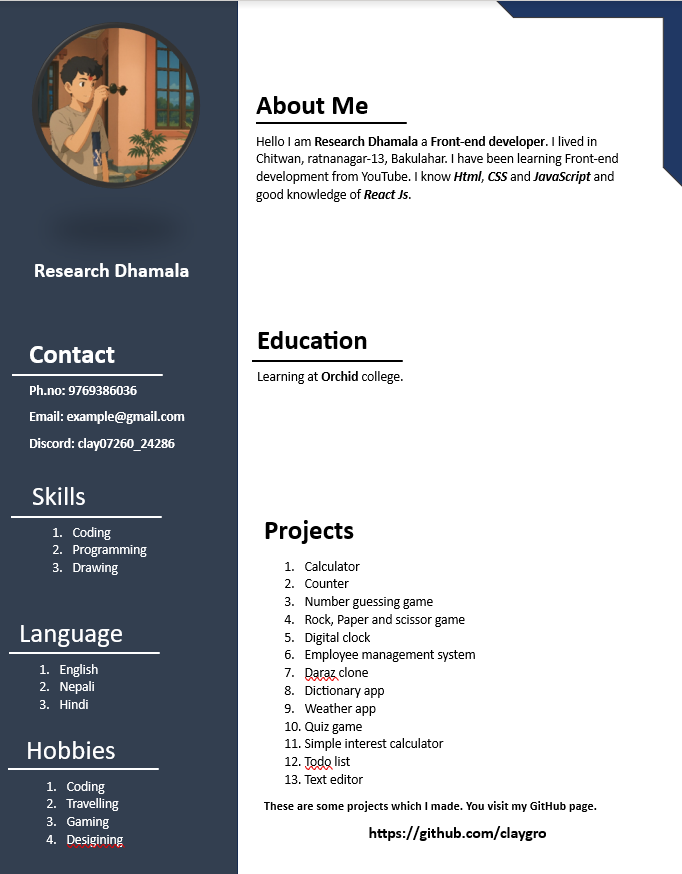 Research Dhamala
Contact
Ph.no: 9769386036
Email: example@gmail.com
Discord: clay07260_24286
Skills
1. Coding
2. Programming
3. Drawing
Language
1. English
2. Nepali
3. Hindi
Hobbies
1. Coding
2. Travelling
3. Gaming
4. Desigining
About Me
Hello I am Research Dhamala a Front-end developer. I lived in
Chitwan, ratnanagar-13, Bakulahar. I have been learning Front-end
development from YouTube. I know Html, CSS and JavaScript and
good knowledge of React Js.
Education
Learning at Orchid college.
Projects
1. Calculator
2. Counter
3. Number guessing game
4. Rock, Paper and scissor game
5. Digital clock
6. Employee management system
7. Daraz clone
8. Dictionary app
9. Weather app
10. Quiz game
11. Simple interest calculator
12. Todo list
13. Text editor
These are some projects which I made. You visit my GitHub page.
https://github.com/claygro